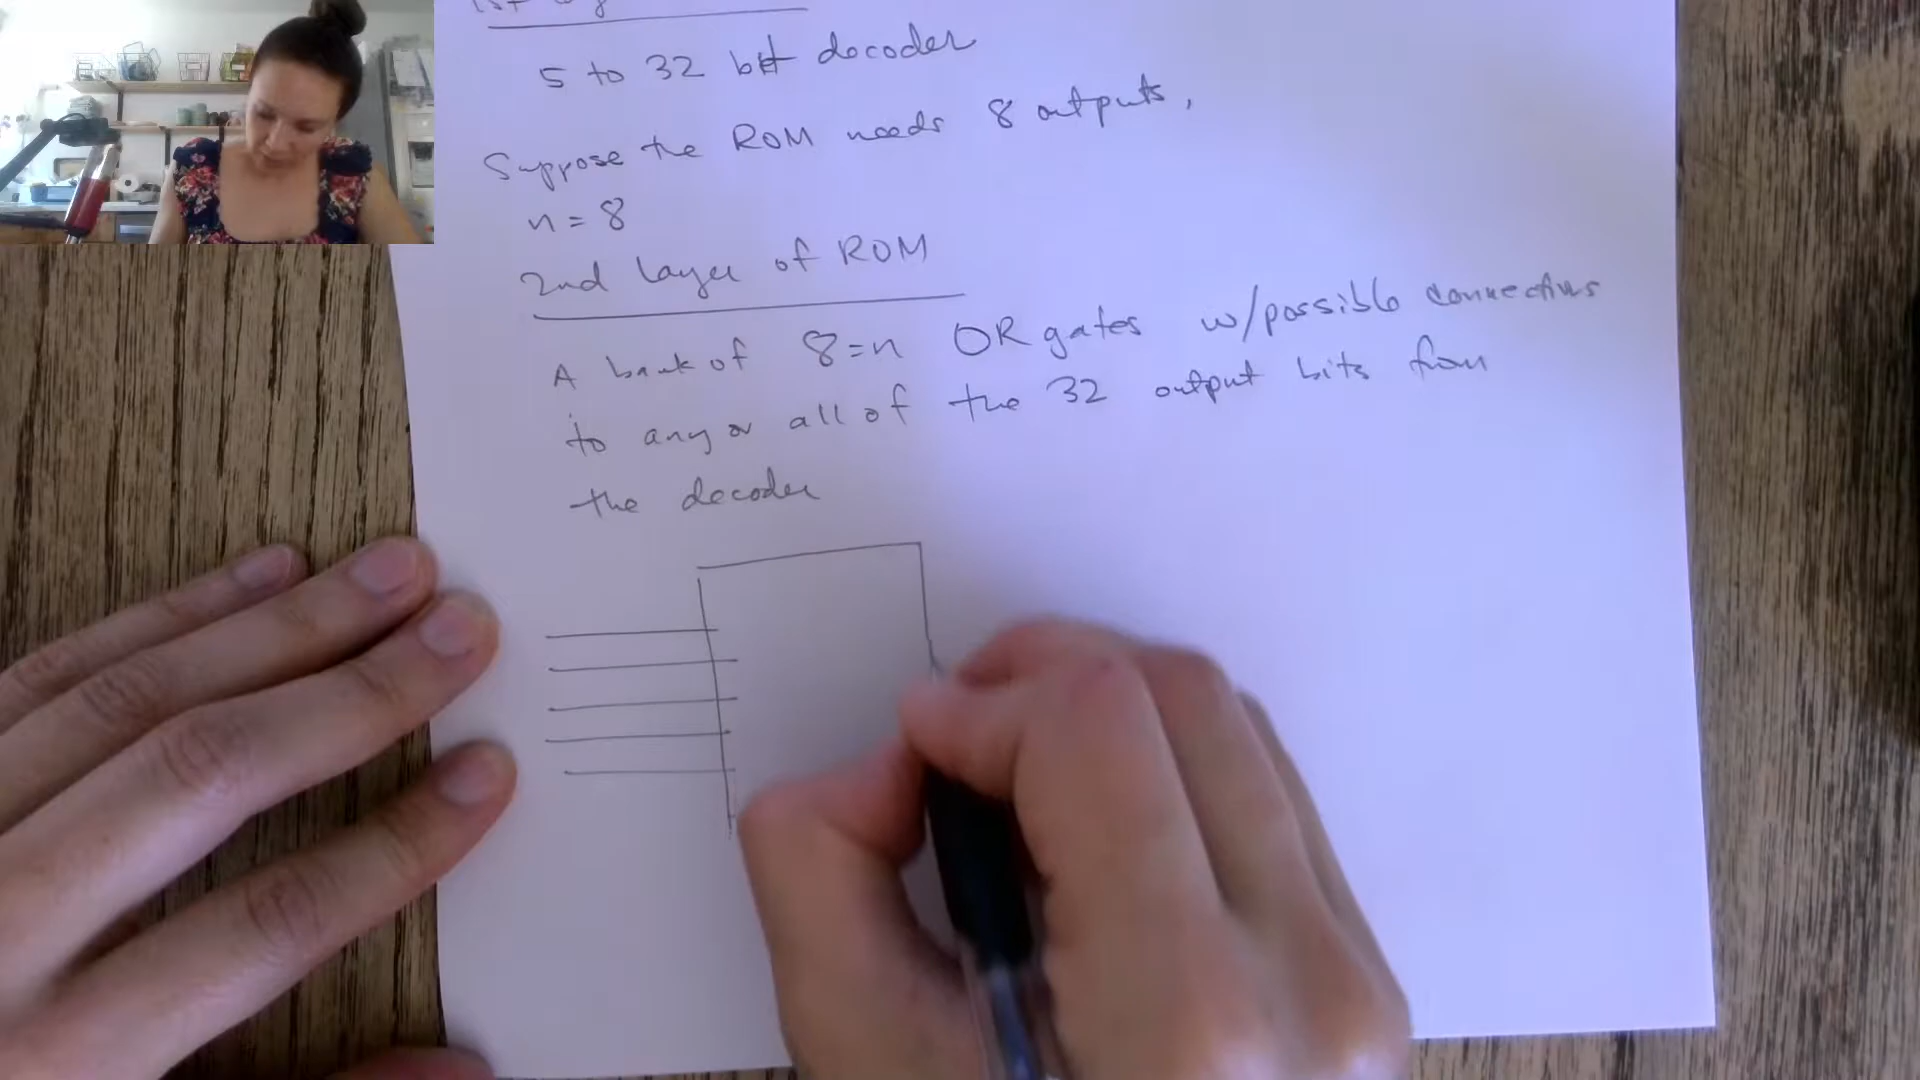 1st
5 to 32 bit decoder
Suppose the ROM needs 8 outputs,
n = 8
2nd layer of ROM
A bank of 8=n OR gates w/possible connections
to any or all of the 32 output bits from
the decoder